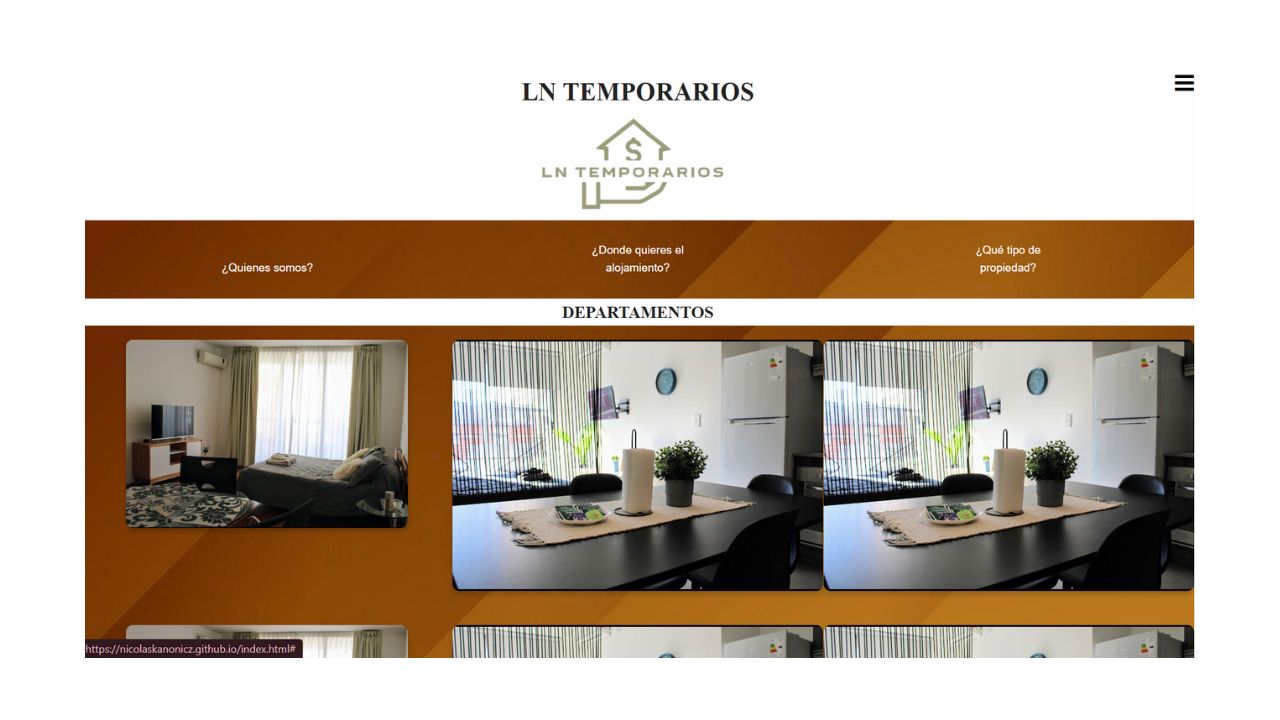 LN TEMPORARIOS
$
LN TEMPORARIOS
¿Quienes somos?
¿Donde quieres el
alojamiento?
¿Qué tipo de
propiedad?
DEPARTAMENTOS
https://nicolaskanonicz.github.io/index.html#